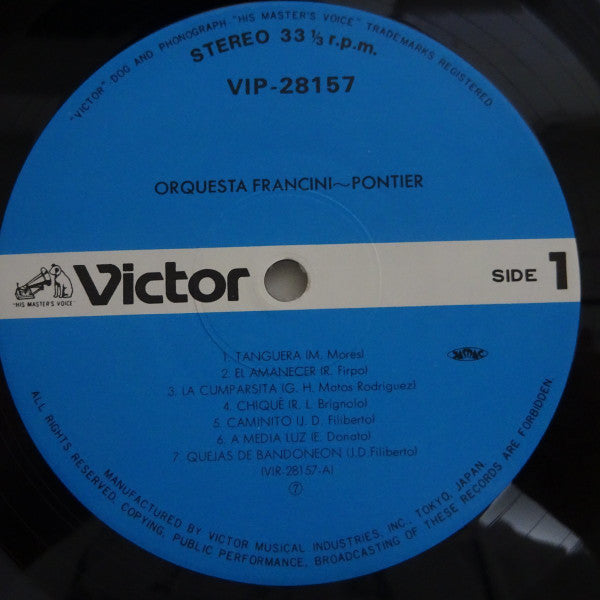 "VICTOR" DOG AND PHONOGRAPH "HIS MASTER'S VOICE" TRADEMARKS REGISTERED
STEREO 33 1/3 r.p.m.
VIP-28157
ORQUESTA FRANCINI~PONTIER
"HIS MASTER'S VOICE"
Victor
SIDE 1
1. TANGUERA (M. Mores)
2. EL AMANECER (R. Firpo)
3. LA CUMPARSITA (G. H. Matos Rodriguez)
4. CHIQUÉ (R. L. Brignolo)
5. CAMINITO (J. D. Filiberto)
6. A MEDIA LUZ (E. Donato)
7. QUEJAS DE BANDONEON (J.D.Filiberto)
(VIR-28157-A)
7
ALL RIGHTS RESERVED. COPYING, PUBLIC PERFORMANCE, BROADCASTING OF THESE RECORDS ARE FORBIDDEN.
MANUFACTURED BY VICTOR MUSICAL INDUSTRIES, INC. TOKYO, JAPAN